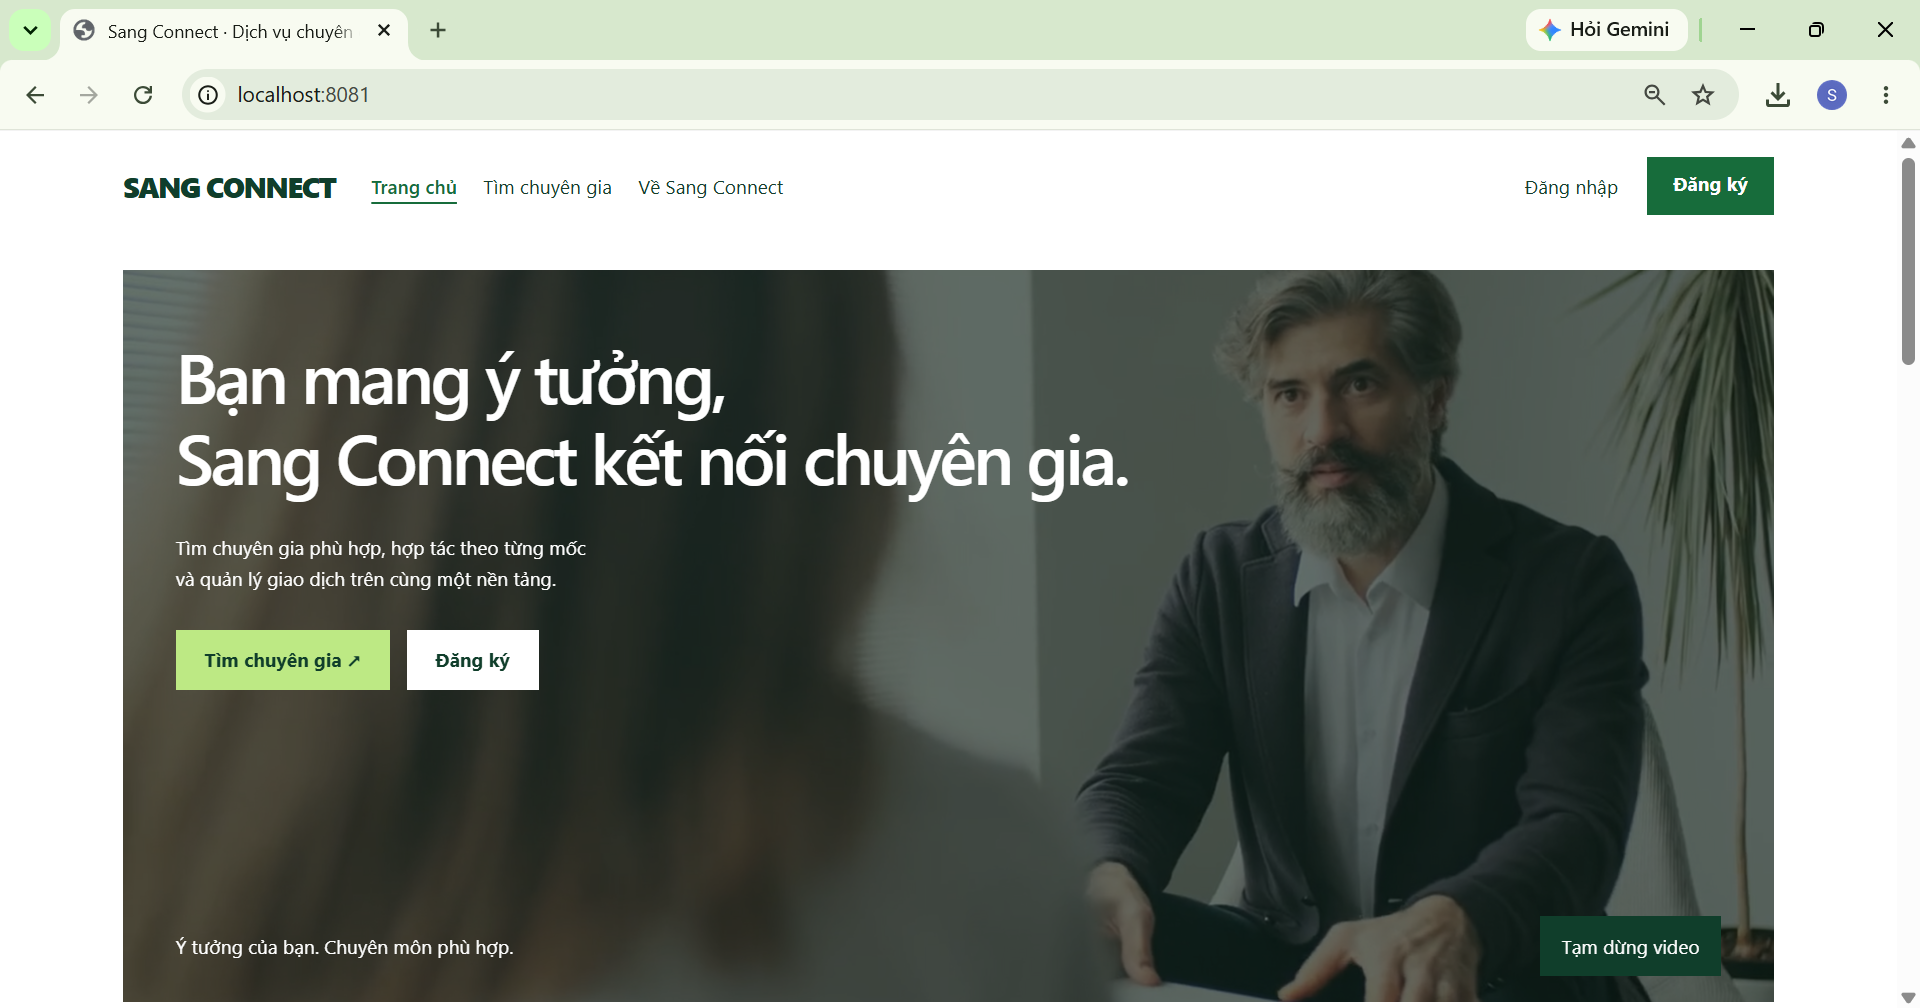 Sang Connect · Dịch vụ chuyên
Hỏi Gemini
localhost:8081
S
SANG CONNECT
Trang chủ
Tìm chuyên gia
Về Sang Connect
Đăng nhập
Đăng ký
Bạn mang ý tưởng,
Sang Connect kết nối chuyên gia.
Tìm chuyên gia phù hợp, hợp tác theo từng mốc
và quản lý giao dịch trên cùng một nền tảng.
Tìm chuyên gia ↗
Đăng ký
Ý tưởng của bạn. Chuyên môn phù hợp.
Tạm dừng video